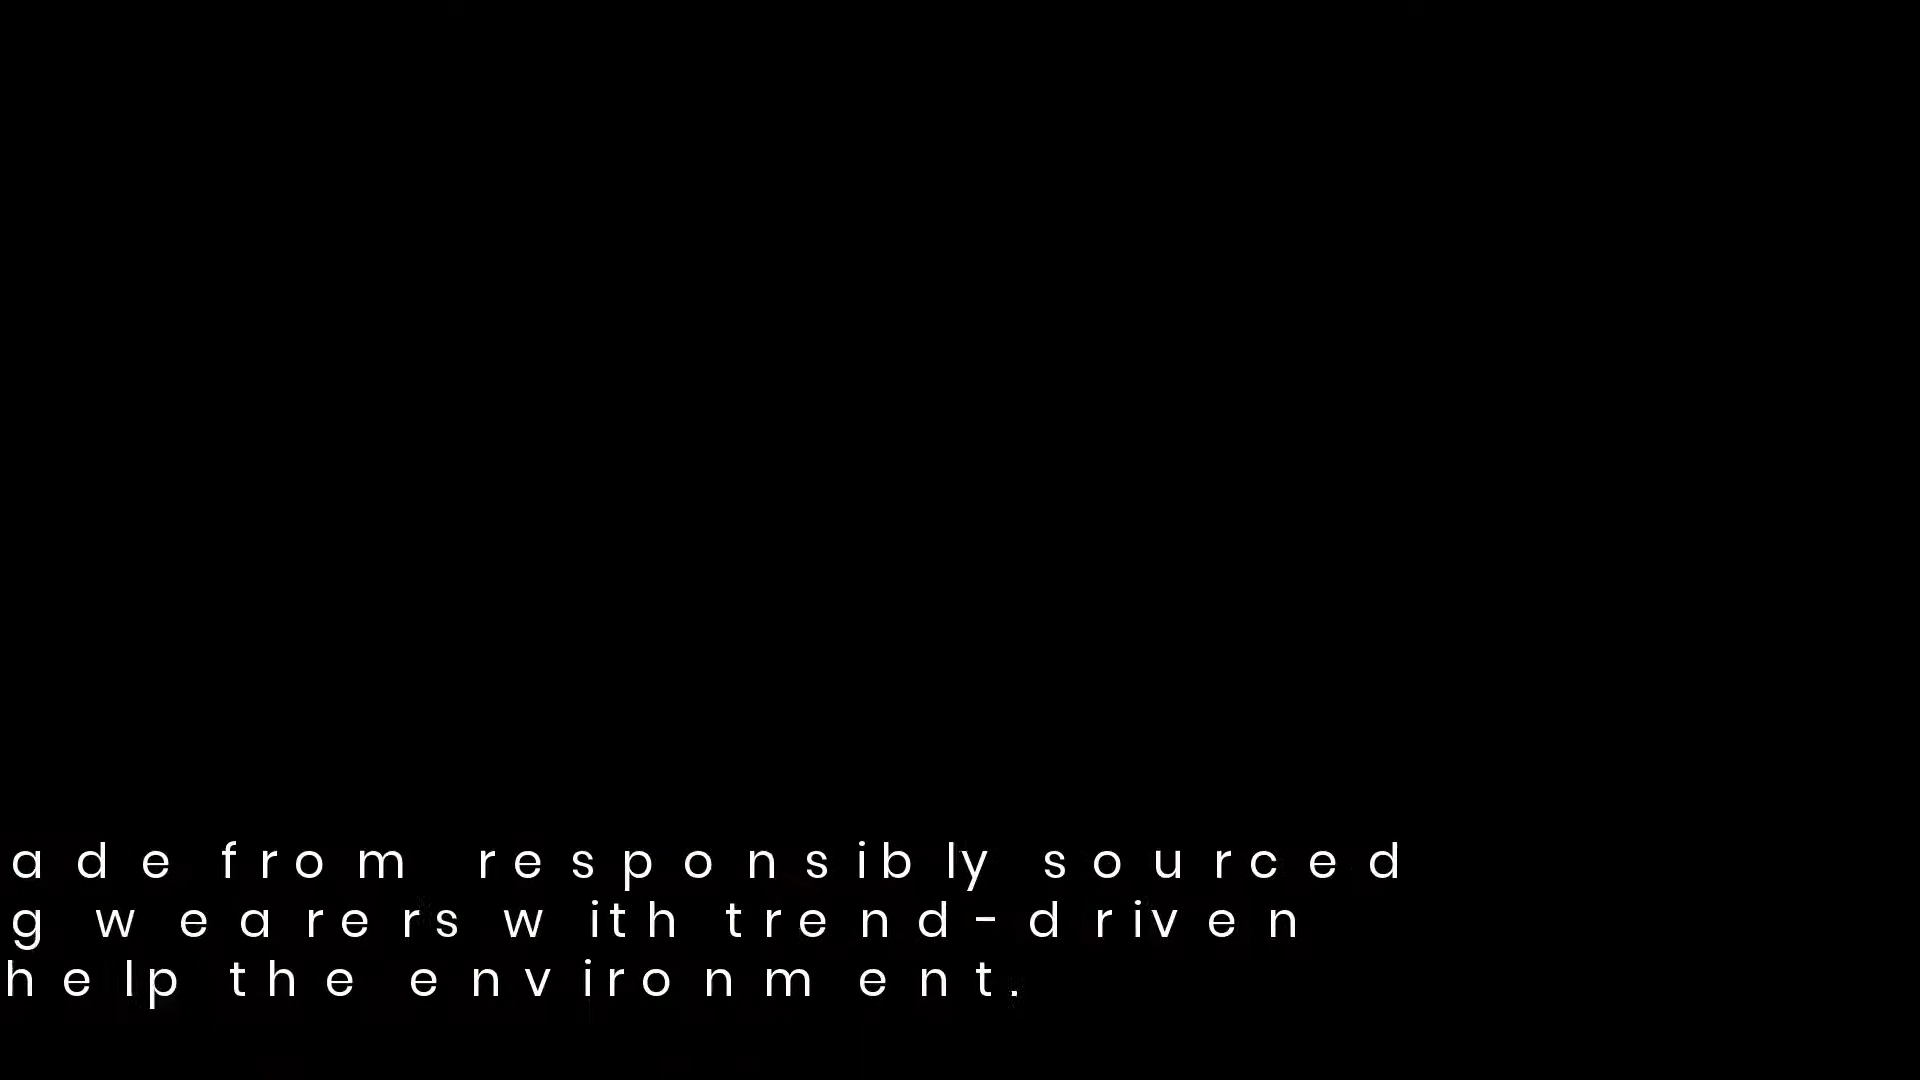 ade from responsibly sourced
g wearers with trend-driven
help the environment.